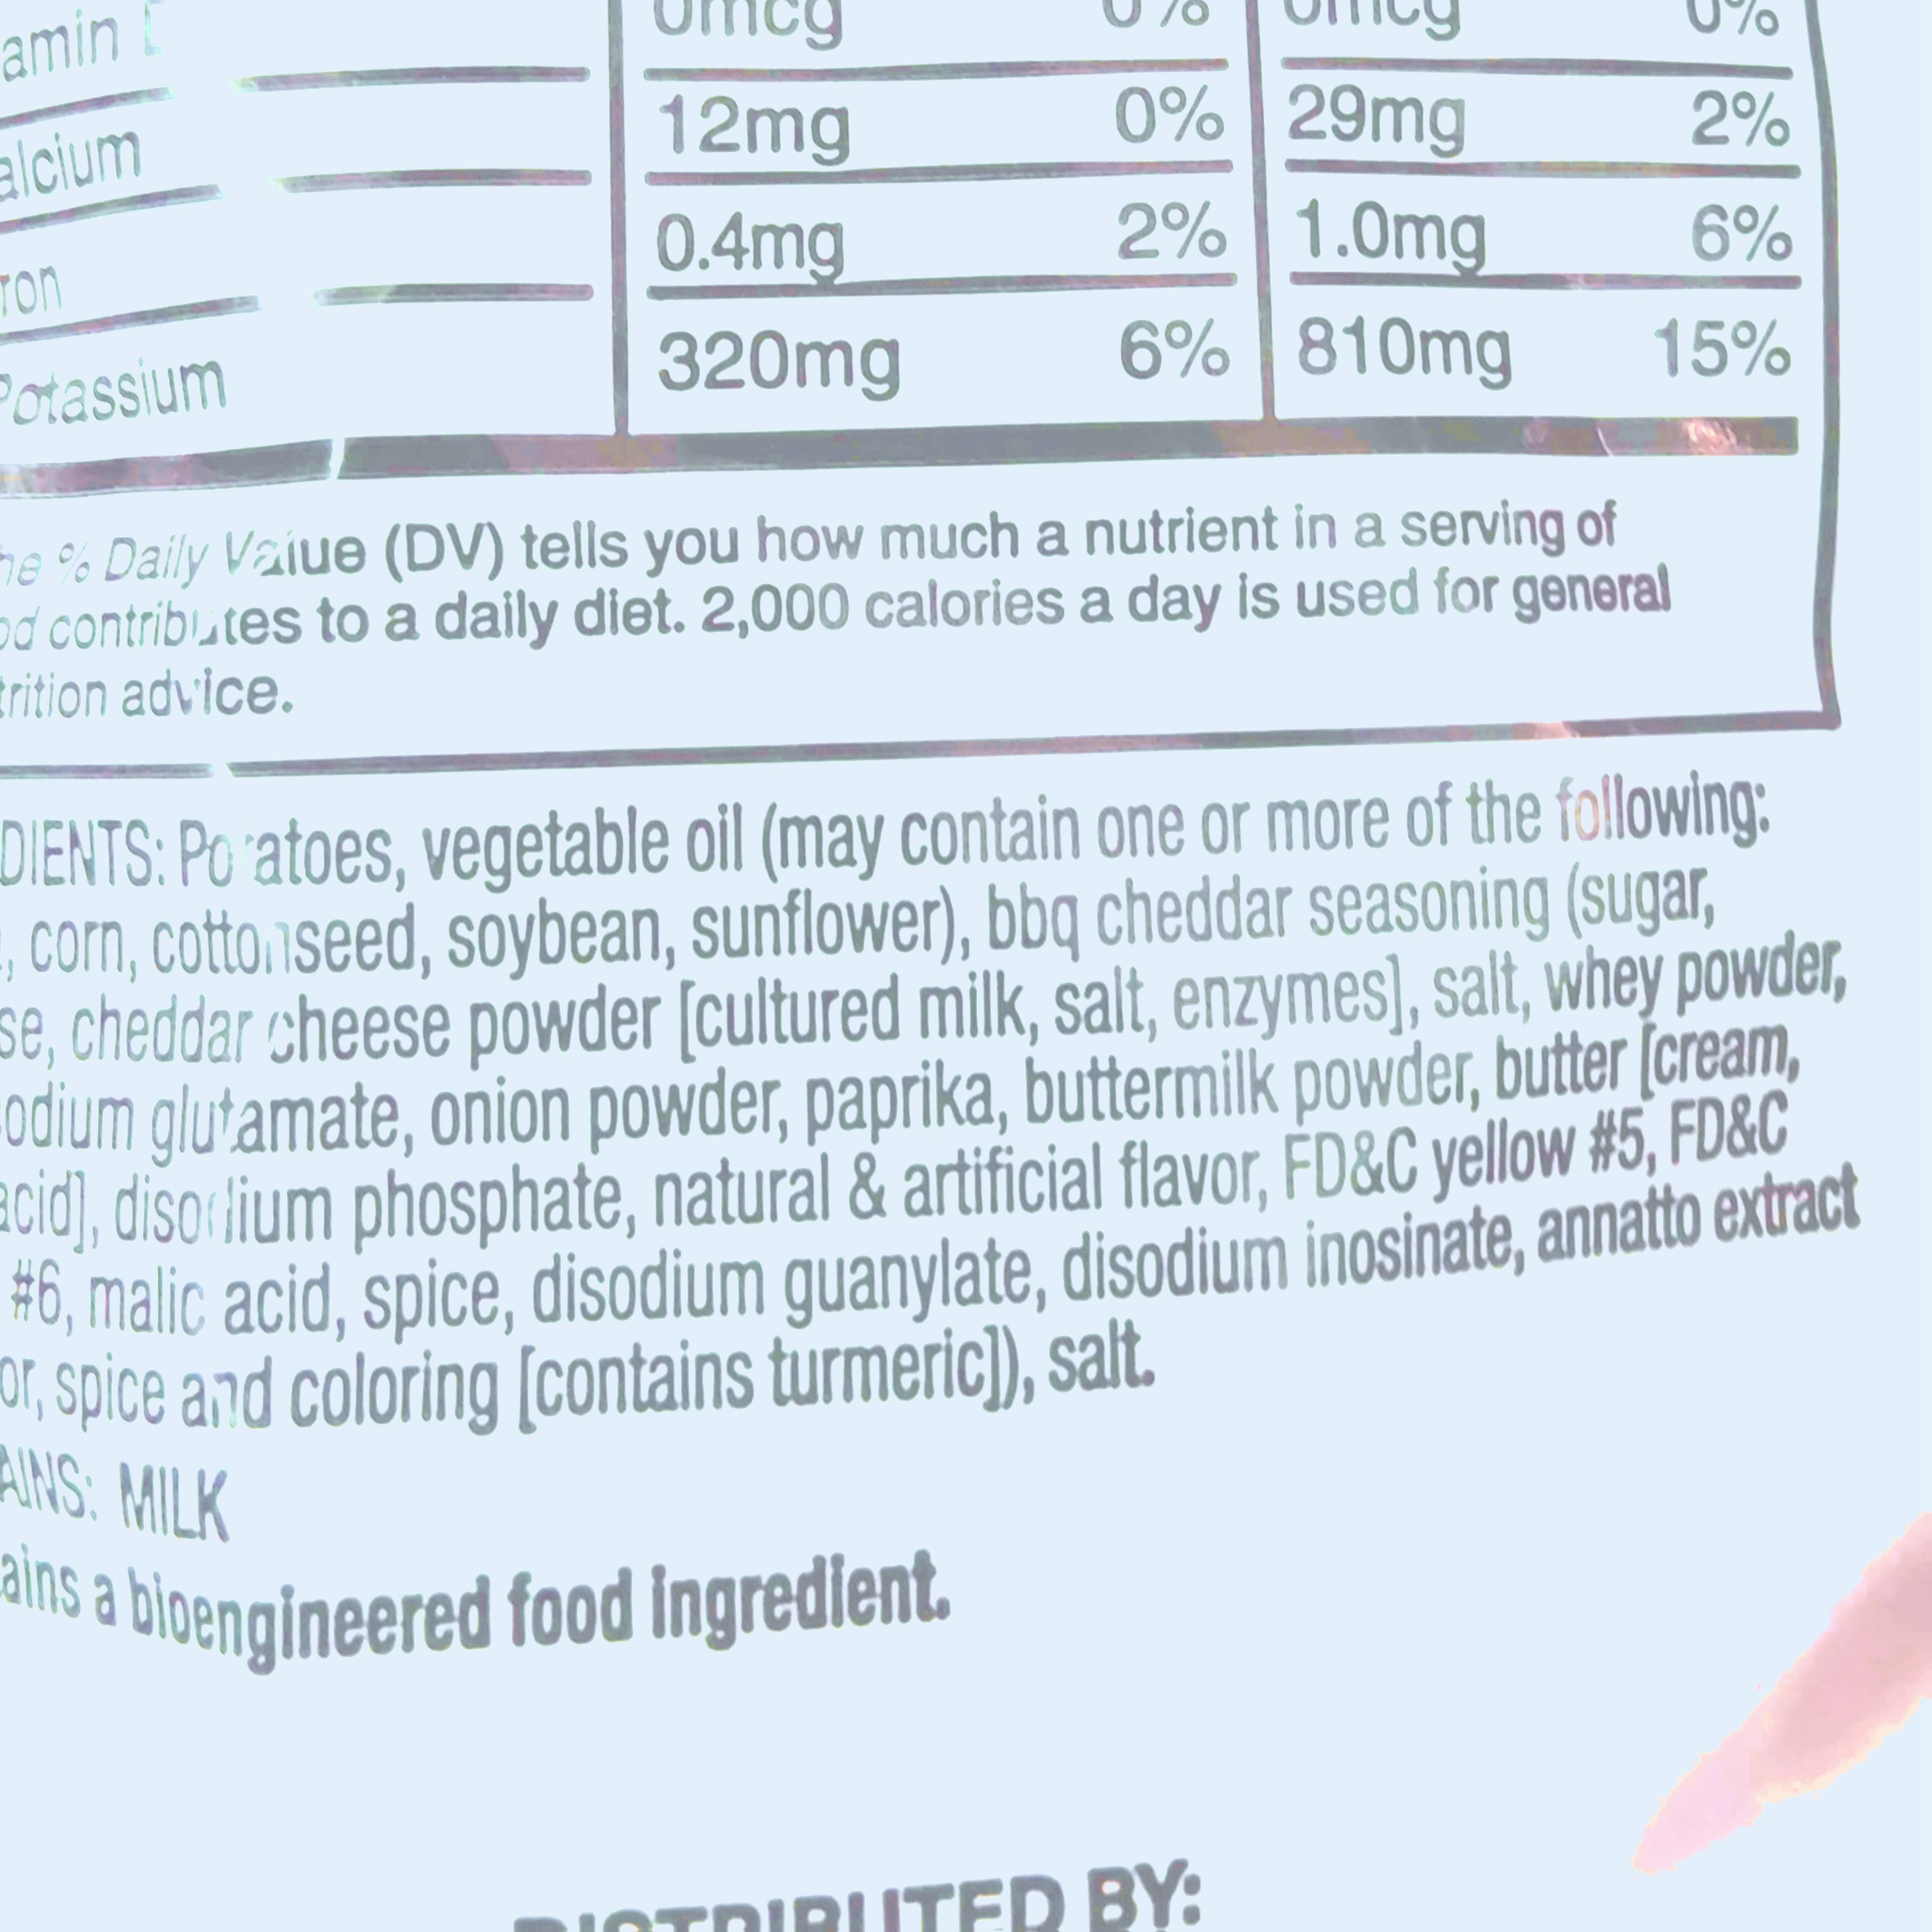 amin D 0mcg 0% 0mcg 0%
alcium 12mg 0% 29mg 2%
ron 0.4mg 2% 1.0mg 6%
Potassium 320mg 6% 810mg 15%
he % Daily Value (DV) tells you how much a nutrient in a serving of
od contributes to a daily diet. 2,000 calories a day is used for general
trition advice.
DIENTS: Potatoes, vegetable oil (may contain one or more of the following:
, corn, cottonseed, soybean, sunflower), bbq cheddar seasoning (sugar,
se, cheddar cheese powder [cultured milk, salt, enzymes], salt, whey powder,
odium glutamate, onion powder, paprika, buttermilk powder, butter [cream,
acid], disodium phosphate, natural & artificial flavor, FD&C yellow #5, FD&C
#6, malic acid, spice, disodium guanylate, disodium inosinate, annatto extract
or, spice and coloring [contains turmeric]), salt.
AINS: MILK
ains a bioengineered food ingredient.
DISTRIBUTED BY: